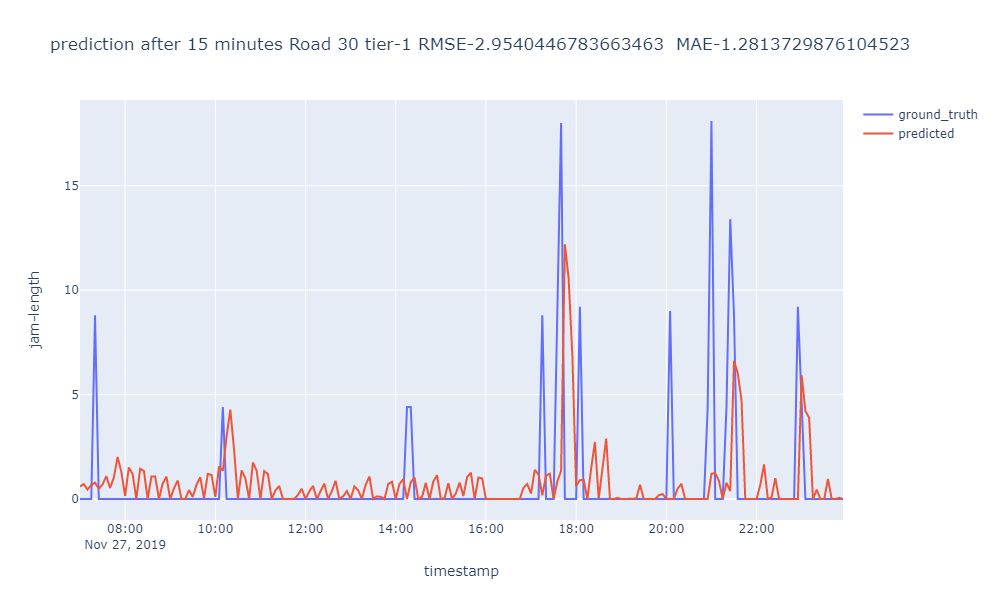 prediction after 15 minutes Road 30 tier-1 RMSE-2.9540446783663463  MAE-1.2813729876104523
ground_truth
predicted
15
10
5
0
jam-length
08:00 10:00 12:00 14:00 16:00 18:00 20:00 22:00
Nov 27, 2019
timestamp